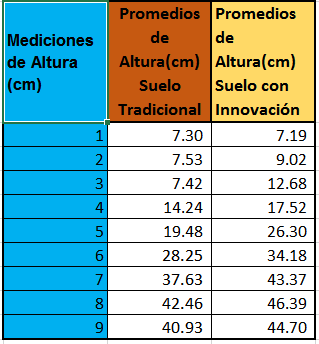 Mediciones
de Altura
(cm)
Promedios
de
Altura(cm)
Suelo
Tradicional
Promedios
de
Altura(cm)
Suelo con
Innovación
1 7.30 7.19
2 7.53 9.02
3 7.42 12.68
4 14.24 17.52
5 19.48 26.30
6 28.25 34.18
7 37.63 43.37
8 42.46 46.39
9 40.93 44.70